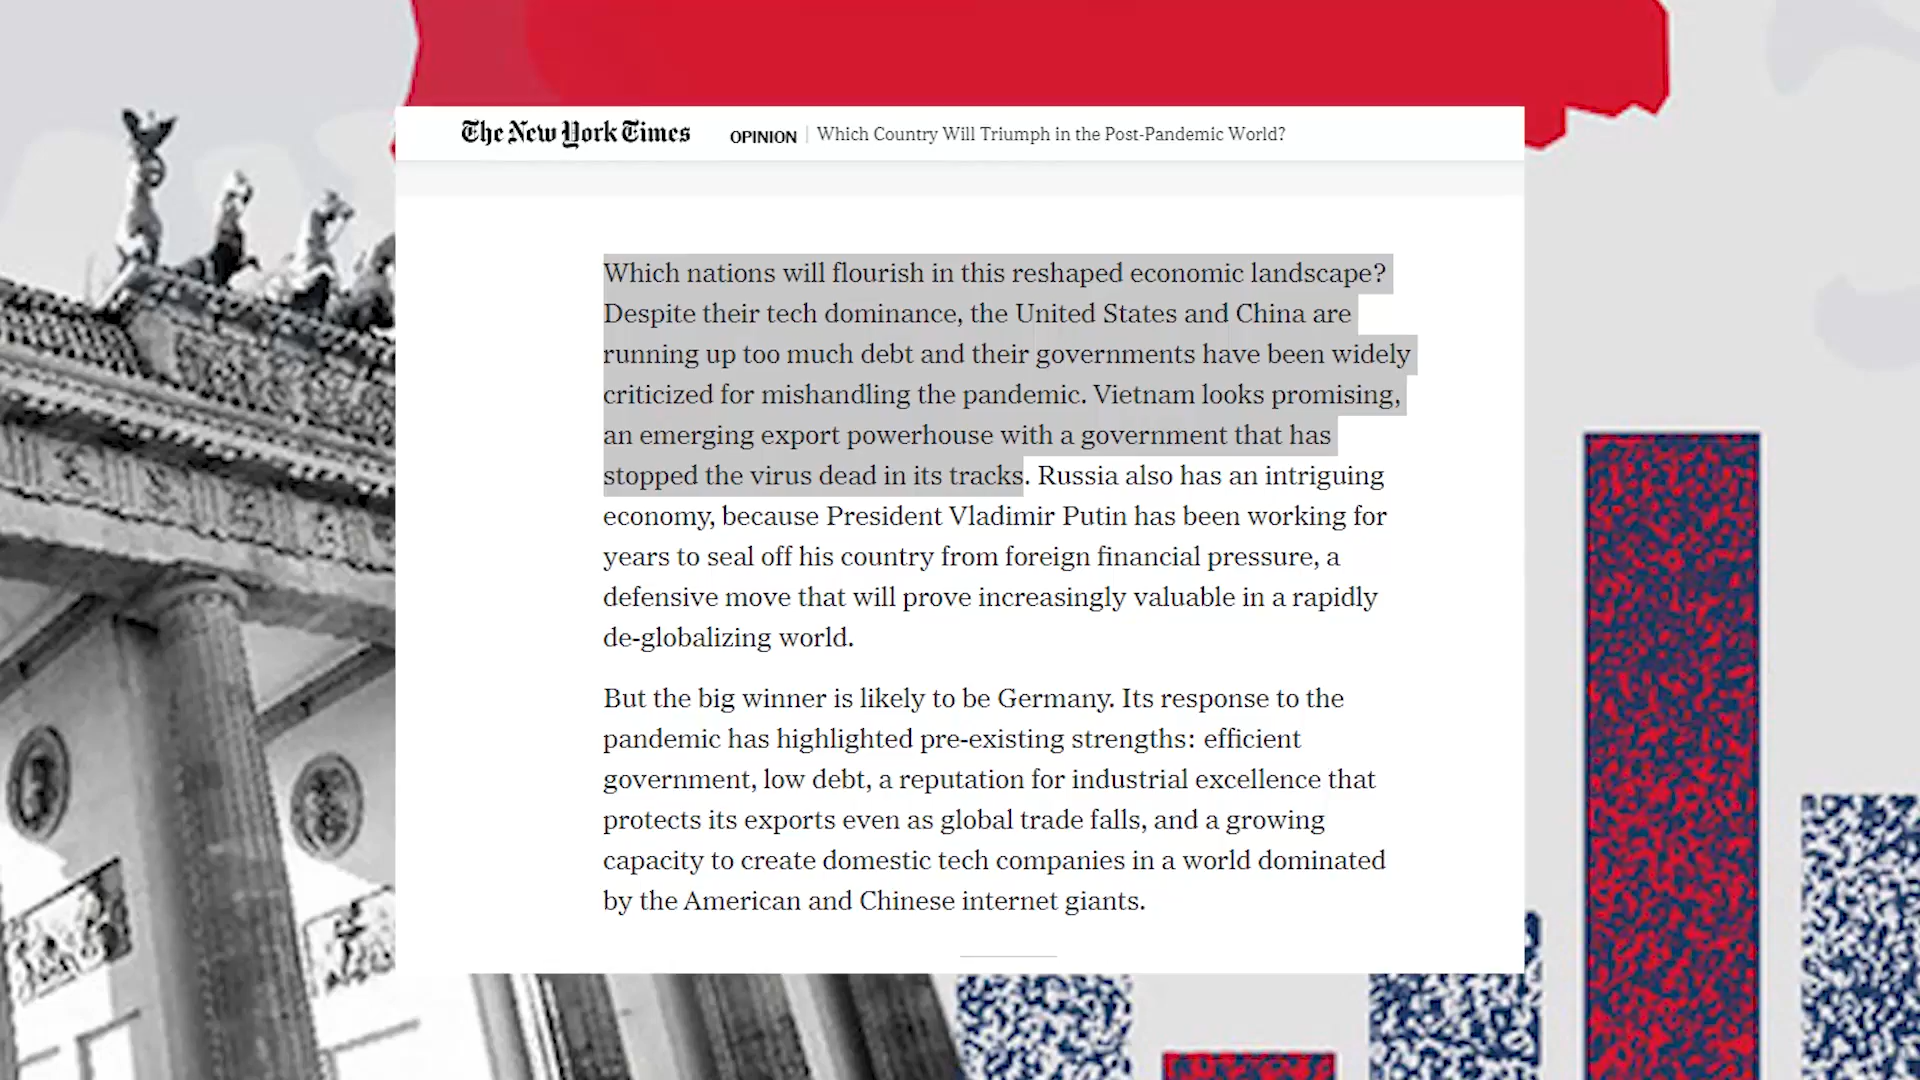 The New York Times OPINION Which Country Will Triumph in the Post-Pandemic World?
Which nations will flourish in this reshaped economic landscape?
Despite their tech dominance, the United States and China are
running up too much debt and their governments have been widely
criticized for mishandling the pandemic. Vietnam looks promising,
an emerging export powerhouse with a government that has
stopped the virus dead in its tracks. Russia also has an intriguing
economy, because President Vladimir Putin has been working for
years to seal off his country from foreign financial pressure, a
defensive move that will prove increasingly valuable in a rapidly
de-globalizing world.
But the big winner is likely to be Germany. Its response to the
pandemic has highlighted pre-existing strengths: efficient
government, low debt, a reputation for industrial excellence that
protects its exports even as global trade falls, and a growing
capacity to create domestic tech companies in a world dominated
by the American and Chinese internet giants.